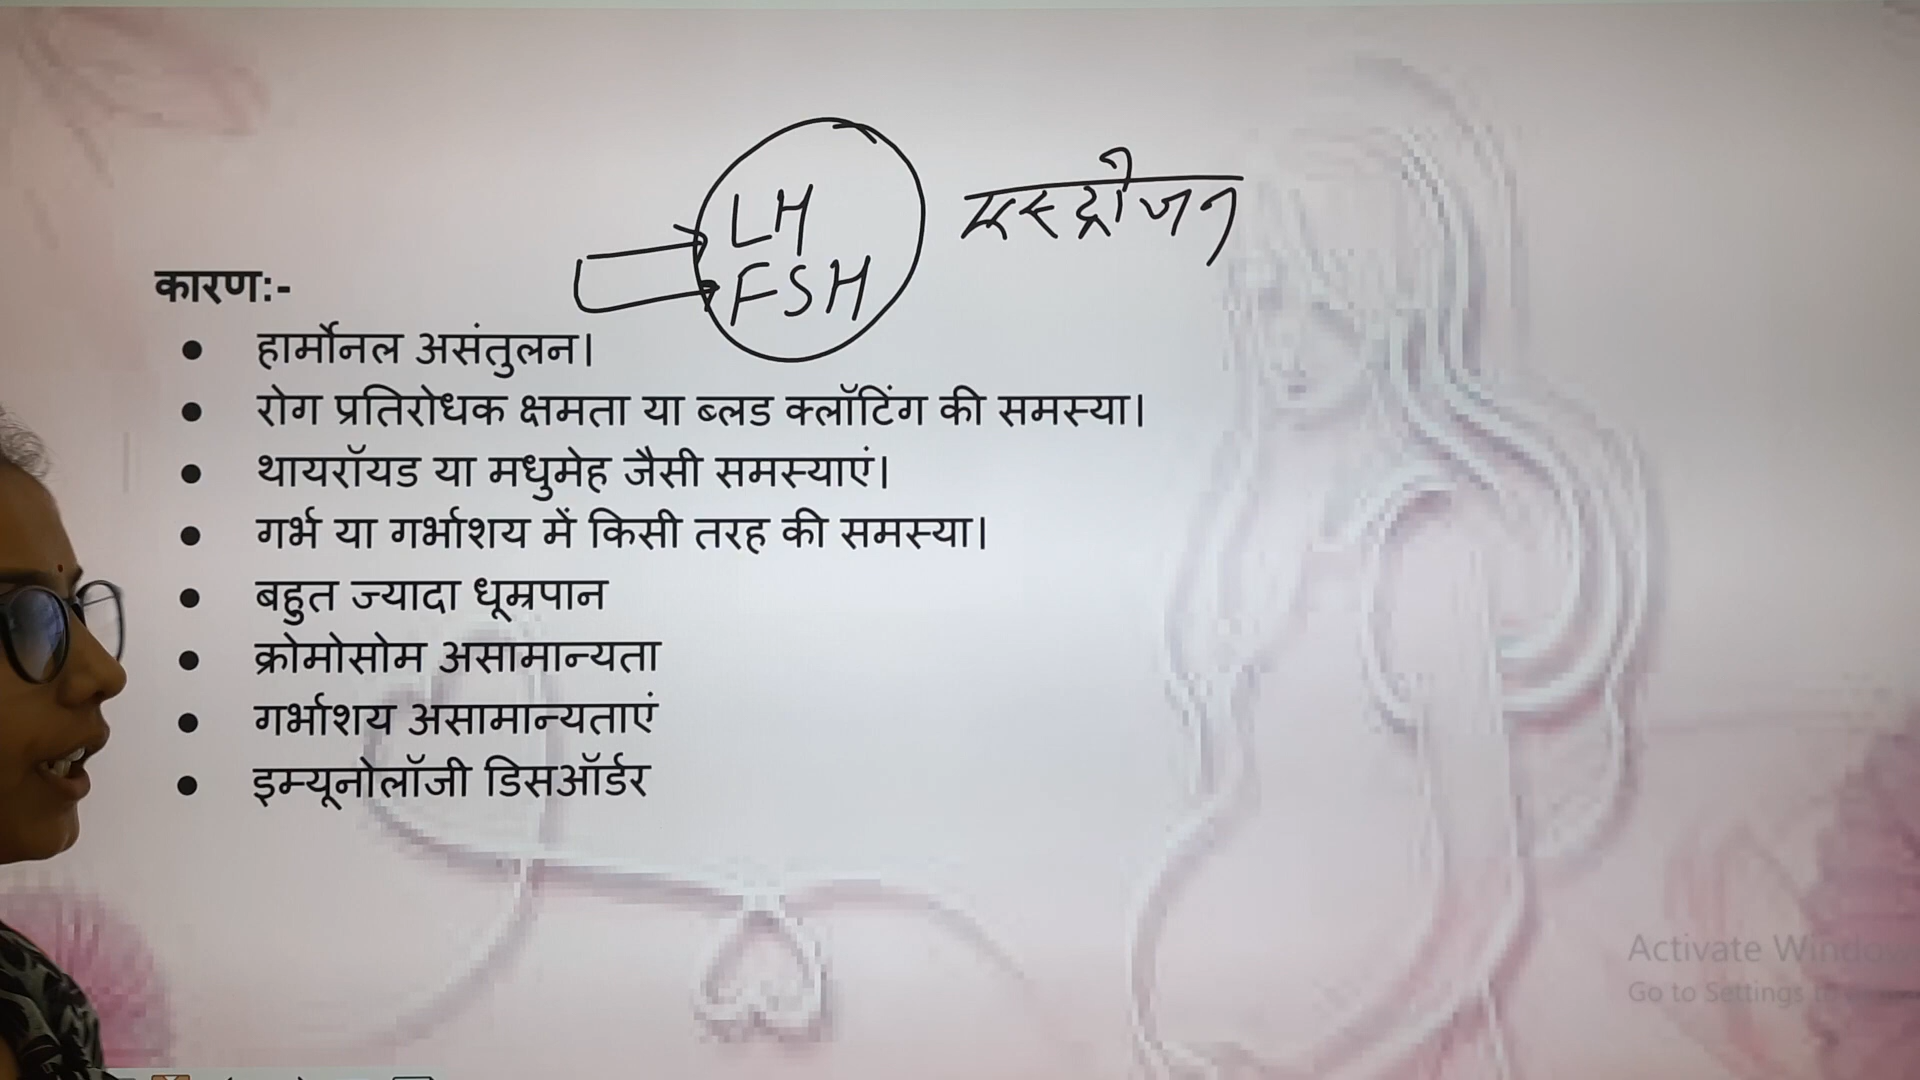 LH
FSH
एस्ट्रोजन
कारण:-
● हार्मोनल असंतुलन।
● रोग प्रतिरोधक क्षमता या ब्लड क्लॉटिंग की समस्या।
● थायरॉयड या मधुमेह जैसी समस्याएं।
● गर्भ या गर्भाशय में किसी तरह की समस्या।
● बहुत ज्यादा धूम्रपान
● क्रोमोसोम असामान्यता
● गर्भाशय असामान्यताएं
● इम्यूनोलॉजी डिसऑर्डर
Activate Windows
Go to Settings